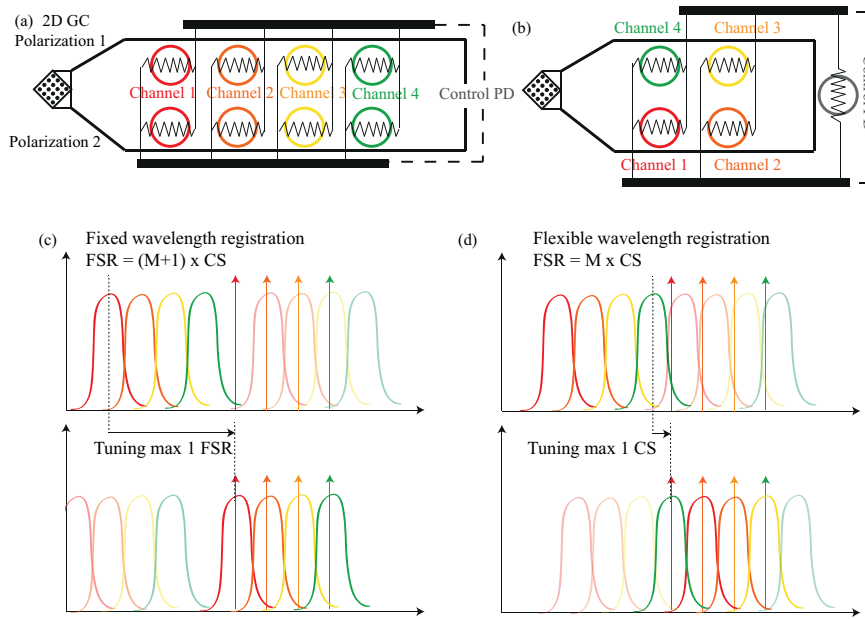 (a) 2D GC
Polarization 1
Channel 1 Channel 2 Channel 3 Channel 4
Control PD
Polarization 2
(b)
Channel 4 Channel 3
Channel 1 Channel 2
(c) Fixed wavelength registration
FSR = (M+1) x CS
Tuning max 1 FSR
(d) Flexible wavelength registration
FSR = M x CS
Tuning max 1 CS